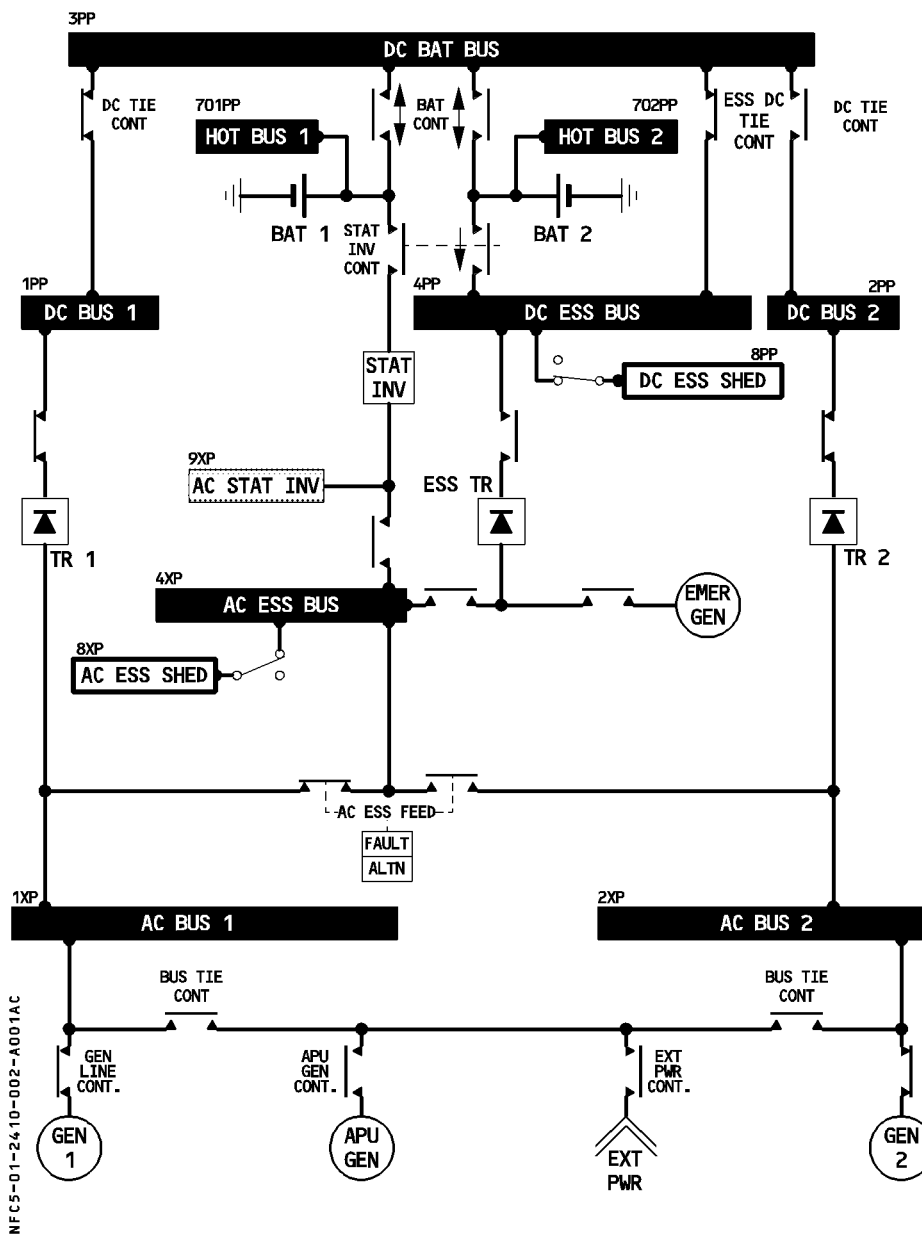 3PP
DC BAT BUS
DC TIE
CONT
701PP
HOT BUS 1
BAT
CONT
702PP
HOT BUS 2
ESS DC
TIE
CONT
DC TIE
CONT
BAT 1
STAT
INV
CONT
BAT 2
1PP
DC BUS 1
4PP
DC ESS BUS
2PP
DC BUS 2
STAT
INV
8PP
DC ESS SHED
9XP
AC STAT INV
ESS TR
TR 1
TR 2
4XP
AC ESS BUS
EMER
GEN
8XP
AC ESS SHED
AC ESS FEED
FAULT
ALTN
1XP
AC BUS 1
2XP
AC BUS 2
BUS TIE
CONT
BUS TIE
CONT
GEN
LINE
CONT.
APU
GEN
CONT.
EXT
PWR
CONT.
GEN
1
APU
GEN
EXT
PWR
GEN
2
NFC5-01-2410-002-A001AC